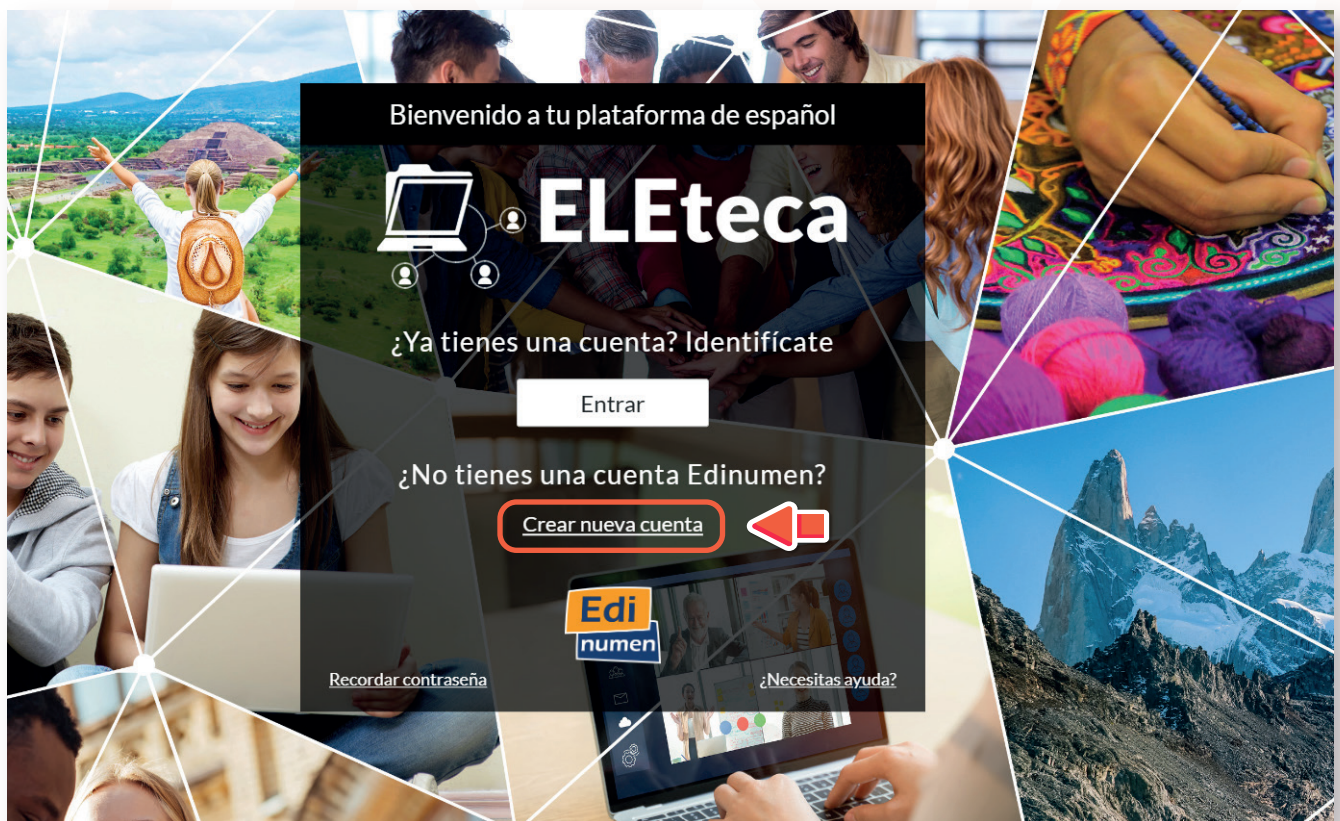 Bienvenido a tu plataforma de español
ELEteca
¿Ya tienes una cuenta? Identifícate
Entrar
¿No tienes una cuenta Edinumen?
Crear nueva cuenta
Edi
numen
Recordar contraseña
¿Necesitas ayuda?